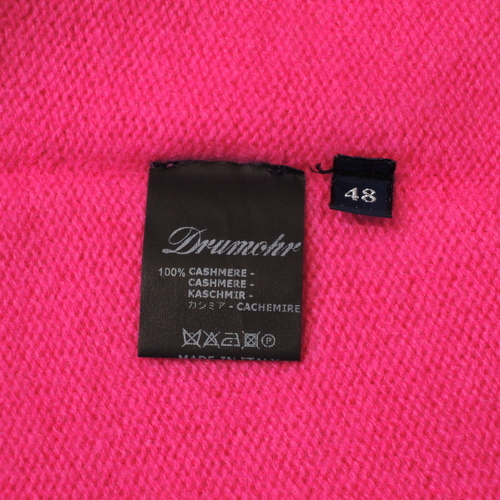 Drumohr
48
100% CASHMERE -
CASHMERE -
KASCHMIR -
カシミア - CACHEMIRE
P
MADE IN ITALY